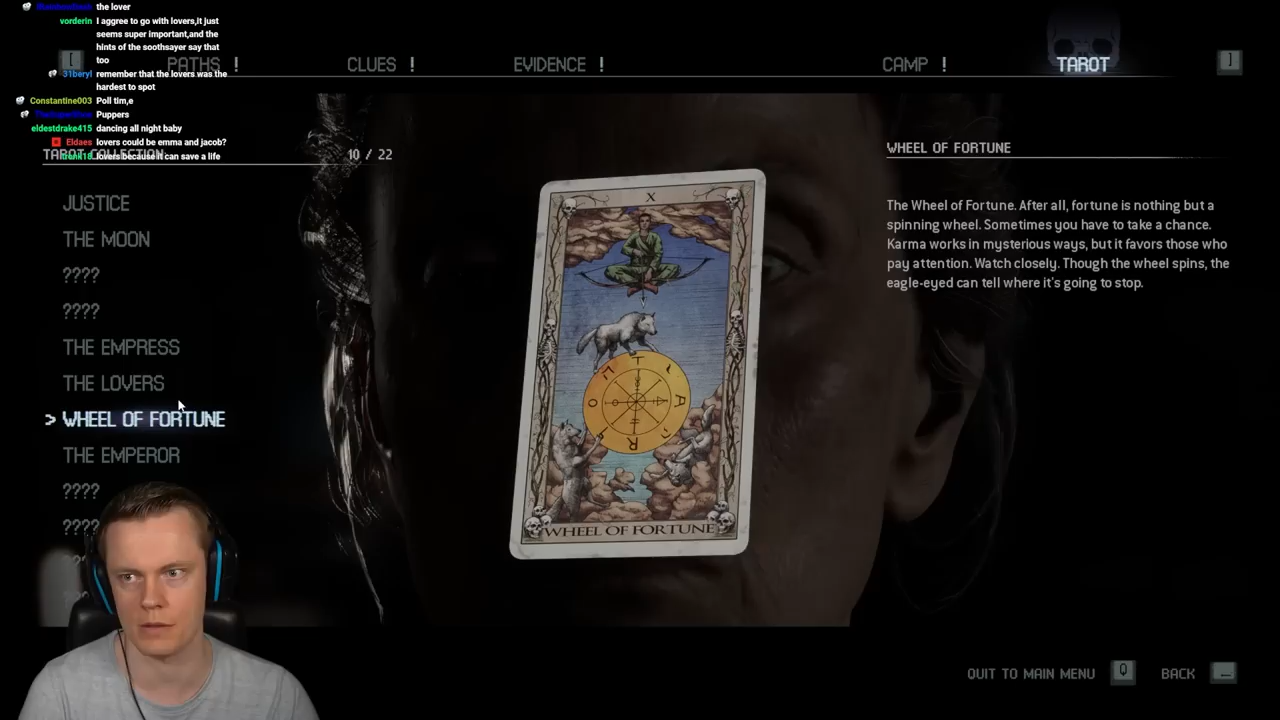 the lover
vorderin I aggree to go with lovers,it just
seems super important,and the
hints of the soothsayer say that
too
31beryl remember that the lovers was the
hardest to spot
Constantine003 Poll tim,e
Puppers
eldestdrake415 dancing all night baby
Eldaes lovers could be emma and jacob?
lovers because it can save a life
[
PATHS !
CLUES !
EVIDENCE !
CAMP !
TAROT
]
TAROT COLLECTION
10 / 22
JUSTICE
THE MOON
????
????
THE EMPRESS
THE LOVERS
> WHEEL OF FORTUNE
THE EMPEROR
????
????
X
T
A
R
O
WHEEL OF FORTUNE
WHEEL OF FORTUNE
The Wheel of Fortune. After all, fortune is nothing but a
spinning wheel. Sometimes you have to take a chance.
Karma works in mysterious ways, but it favors those who
pay attention. Watch closely. Though the wheel spins, the
eagle-eyed can tell where it's going to stop.
QUIT TO MAIN MENU Q
BACK